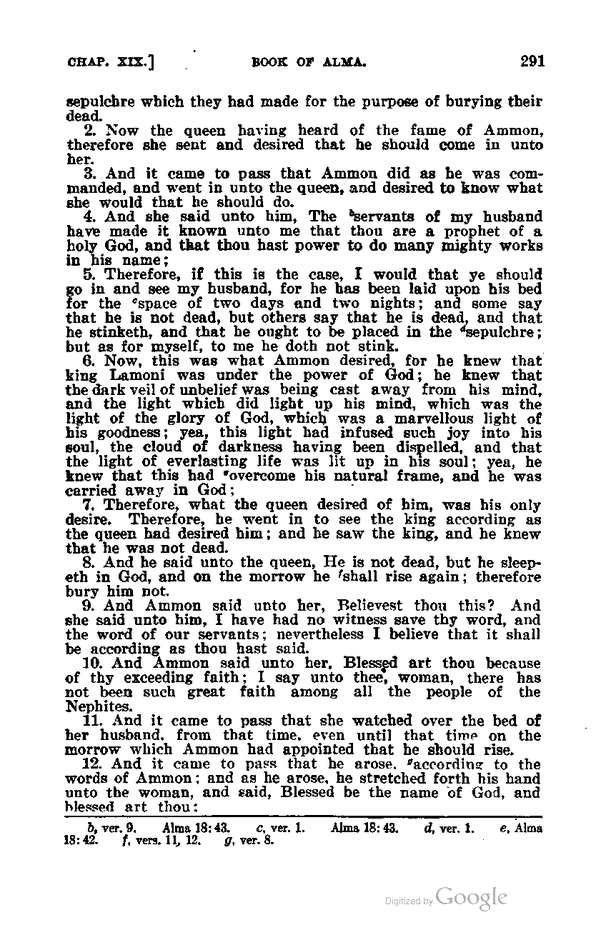 CHAP. XIX.] BOOK OF ALMA. 291
sepulchre which they had made for the purpose of burying their
dead.
2. Now the queen having heard of the fame of Ammon,
therefore she sent and desired that he should come in unto
her.
3. And it came to pass that Ammon did as he was com-
manded, and went in unto the queen, and desired to know what
she would that he should do.
4. And she said unto him, The ᵇservants of my husband
have made it known unto me that thou are a prophet of a
holy God, and that thou hast power to do many mighty works
in his name;
5. Therefore, if this is the case, I would that ye should
go in and see my husband, for he has been laid upon his bed
for the ᶜspace of two days and two nights; and some say
that he is not dead, but others say that he is dead, and that
he stinketh, and that he ought to be placed in the ᵈsepulchre;
but as for myself, to me he doth not stink.
6. Now, this was what Ammon desired, for he knew that
king Lamoni was under the power of God; he knew that
the dark veil of unbelief was being cast away from his mind,
and the light which did light up his mind, which was the
light of the glory of God, which was a marvellous light of
his goodness; yea, this light had infused such joy into his
soul, the cloud of darkness having been dispelled, and that
the light of everlasting life was lit up in his soul; yea, he
knew that this had ᵉovercome his natural frame, and he was
carried away in God;
7. Therefore, what the queen desired of him, was his only
desire. Therefore, he went in to see the king according as
the queen had desired him; and he saw the king, and he knew
that he was not dead.
8. And he said unto the queen, He is not dead, but he sleep-
eth in God, and on the morrow he ᶠshall rise again; therefore
bury him not.
9. And Ammon said unto her, Believest thou this? And
she said unto him, I have had no witness save thy word, and
the word of our servants; nevertheless I believe that it shall
be according as thou hast said.
10. And Ammon said unto her, Blessed art thou because
of thy exceeding faith; I say unto thee, woman, there has
not been such great faith among all the people of the
Nephites.
11. And it came to pass that she watched over the bed of
her husband, from that time, even until that time on the
morrow which Ammon had appointed that he should rise.
12. And it came to pass that he arose, ᵍaccording to the
words of Ammon; and as he arose, he stretched forth his hand
unto the woman, and said, Blessed be the name of God, and
blessed art thou:
b, ver. 9. Alma 18:43. c, ver. 1. Alma 18:43. d, ver. 1. e, Alma
18:42. f, vers. 11, 12. g, ver. 8.
Digitized by Google